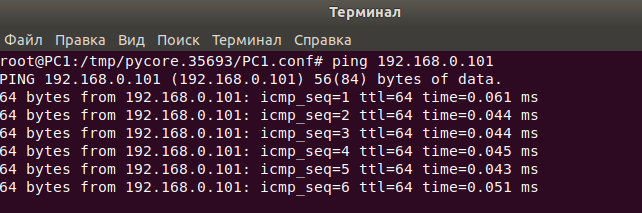 Терминал
Файл Правка Вид Поиск Терминал Справка
root@PC1:/tmp/pycore.35693/PC1.conf# ping 192.168.0.101
PING 192.168.0.101 (192.168.0.101) 56(84) bytes of data.
64 bytes from 192.168.0.101: icmp_seq=1 ttl=64 time=0.061 ms
64 bytes from 192.168.0.101: icmp_seq=2 ttl=64 time=0.044 ms
64 bytes from 192.168.0.101: icmp_seq=3 ttl=64 time=0.044 ms
64 bytes from 192.168.0.101: icmp_seq=4 ttl=64 time=0.045 ms
64 bytes from 192.168.0.101: icmp_seq=5 ttl=64 time=0.043 ms
64 bytes from 192.168.0.101: icmp_seq=6 ttl=64 time=0.051 ms